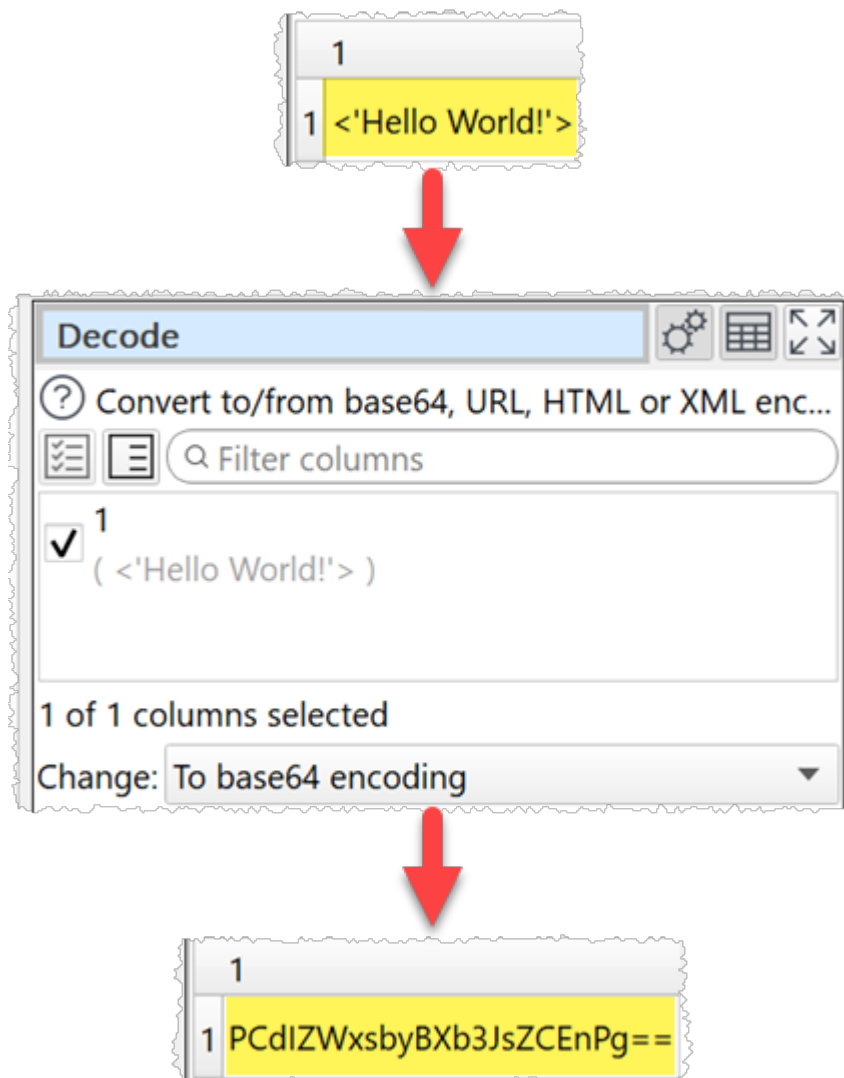 1
1 <'Hello World!'>
Decode
Convert to/from base64, URL, HTML or XML enc...
Filter columns
1
( <'Hello World!'> )
1 of 1 columns selected
Change: To base64 encoding
1
1 PCdIZWxsbyBXb3JsZCEnPg==